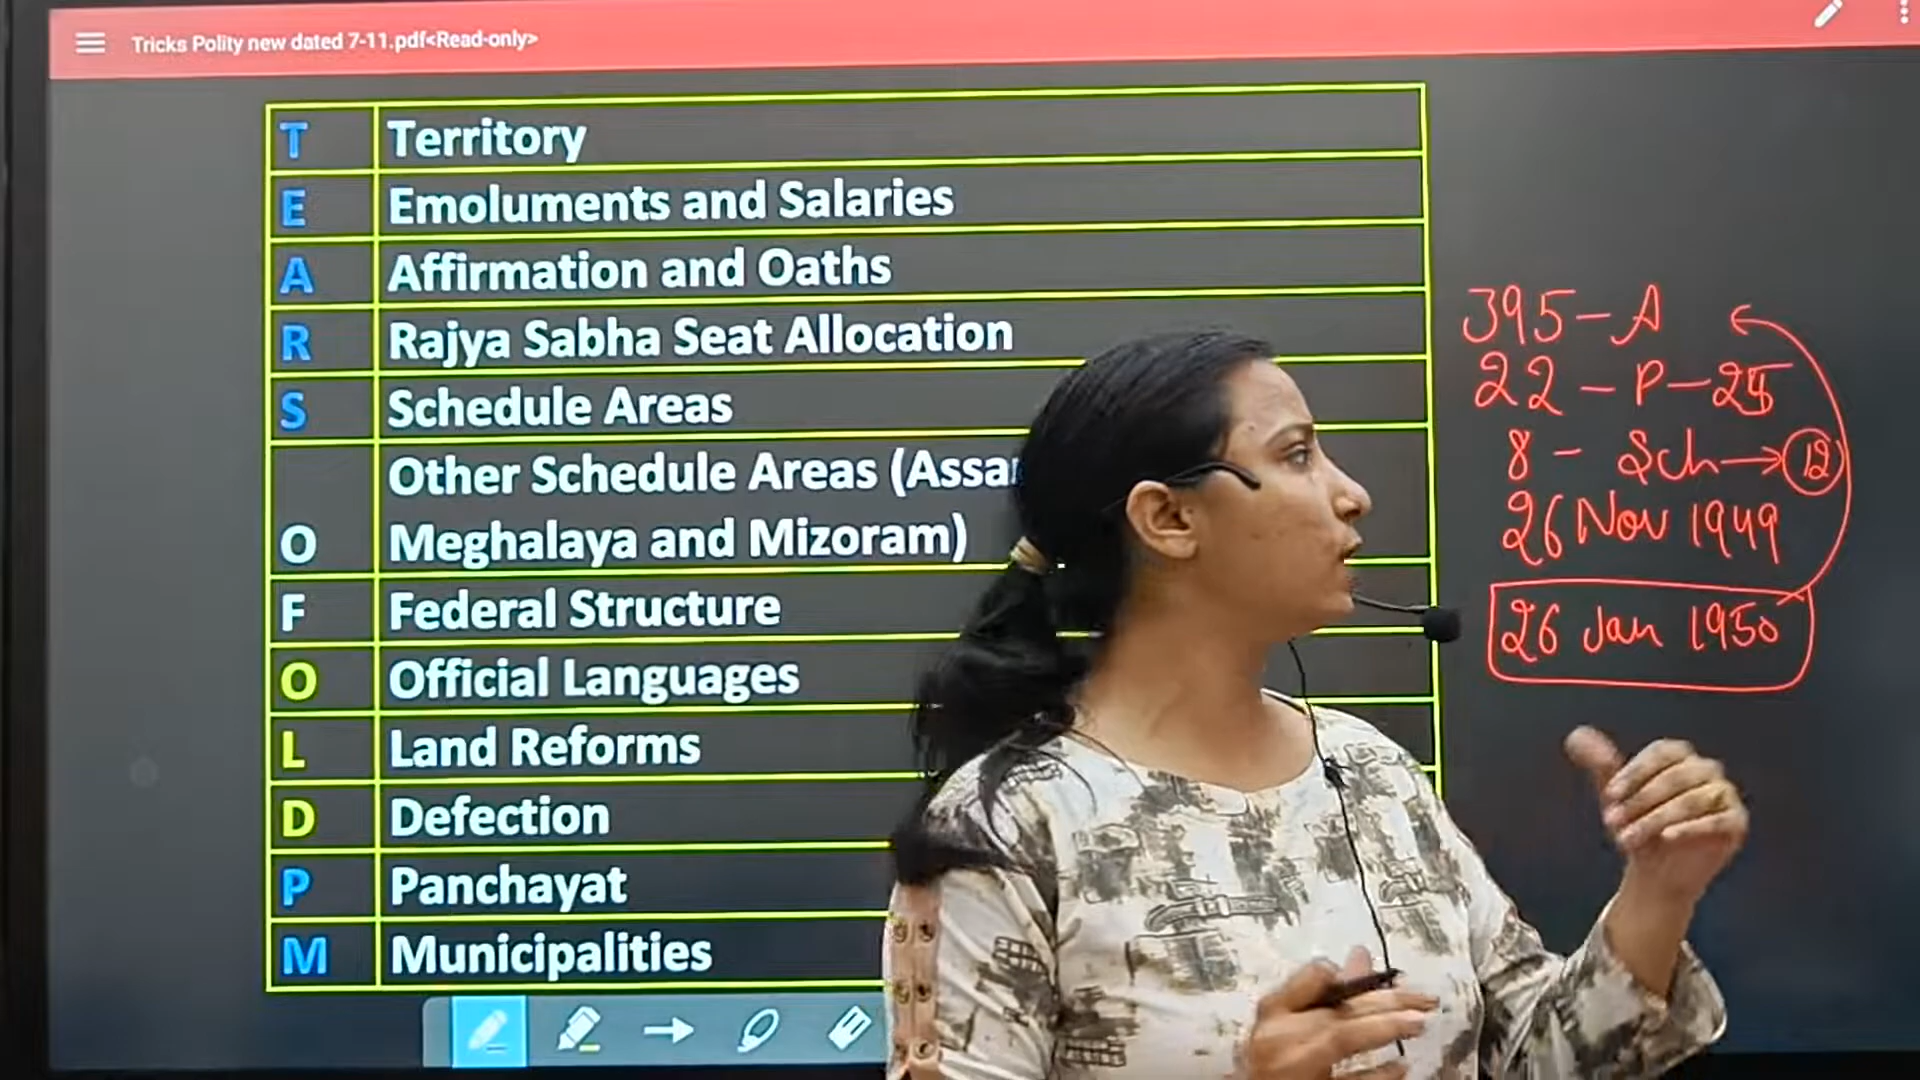 Tricks Polity new dated 7-11.pdf<Read-only>
T Territory
E Emoluments and Salaries
A Affirmation and Oaths
R Rajya Sabha Seat Allocation
S Schedule Areas
Other Schedule Areas
O Meghalaya and Mizoram)
F Federal Structure
O Official Languages
L Land Reforms
D Defection
P Panchayat
M Municipalities
395 - A
22 - P - 25
8 - Sch → 12
26 Nov 1949
26 Jan 1950